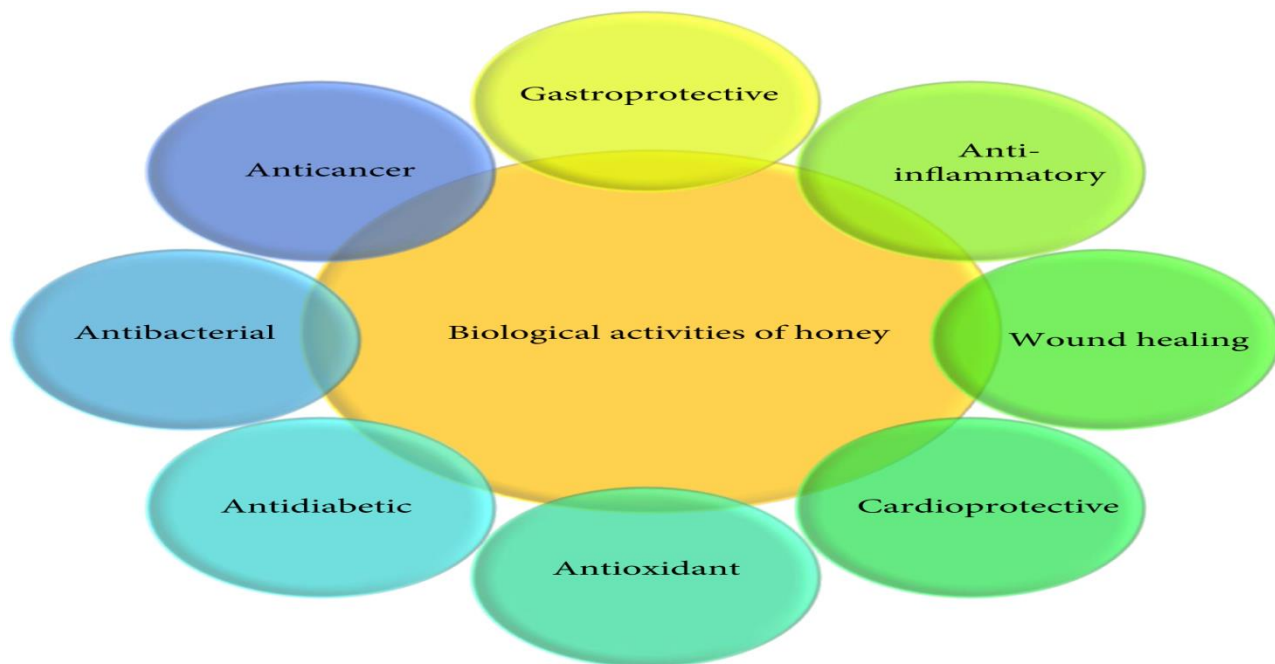 Gastroprotective
Anti-
inflammatory
Anticancer
Biological activities of honey
Wound healing
Antibacterial
Cardioprotective
Antidiabetic
Antioxidant